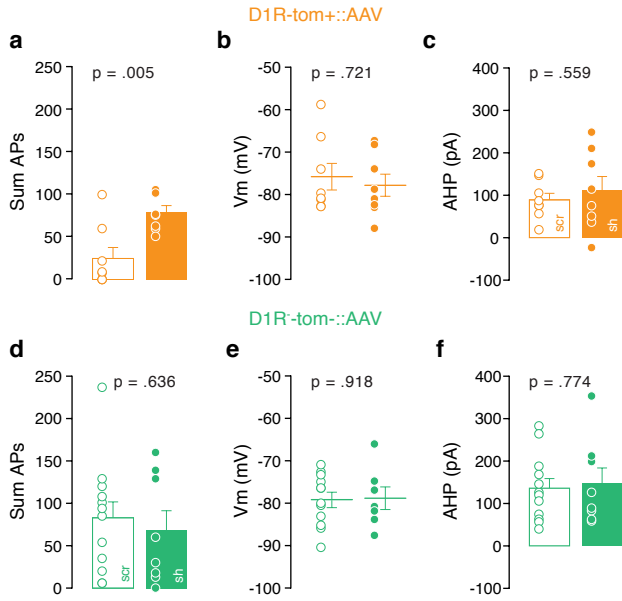 D1R-tom+::AAV
a
p = .005
Sum APs
250
200
150
100
50
0
b
p = .721
Vm (mV)
-50
-60
-70
-80
-90
-100
c
p = .559
AHP (pA)
400
300
200
100
0
-100
scr
sh
D1R--tom-::AAV
d
p = .636
Sum APs
250
200
150
100
50
0
scr
sh
e
p = .918
Vm (mV)
-50
-60
-70
-80
-90
-100
f
p = .774
AHP (pA)
400
300
200
100
0
-100